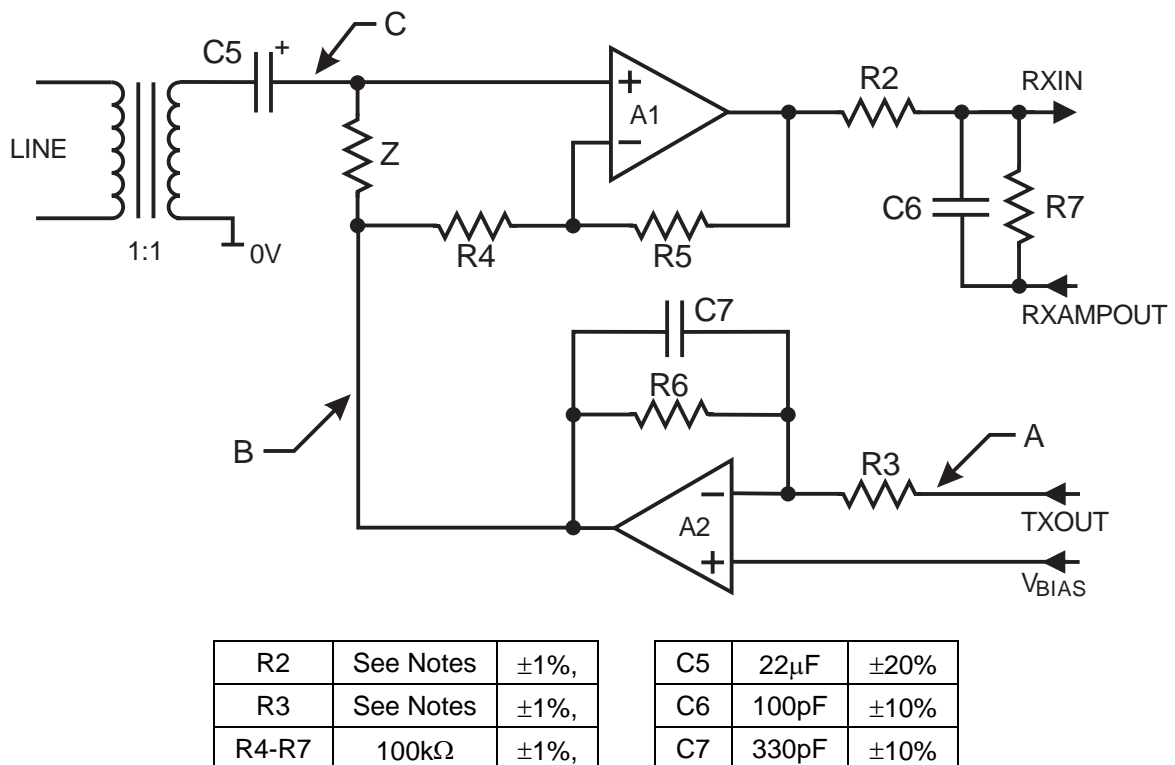 C
C5
+
R2
RXIN
+
A1
−
LINE
Z
C6
R7
R4
R5
1:1
0V
RXAMPOUT
C7
R6
B
A
R3
−
A2
TXOUT
+
VBIAS
R2 See Notes ±1%,
R3 See Notes ±1%,
R4-R7 100kΩ ±1%,
C5 22μF ±20%
C6 100pF ±10%
C7 330pF ±10%